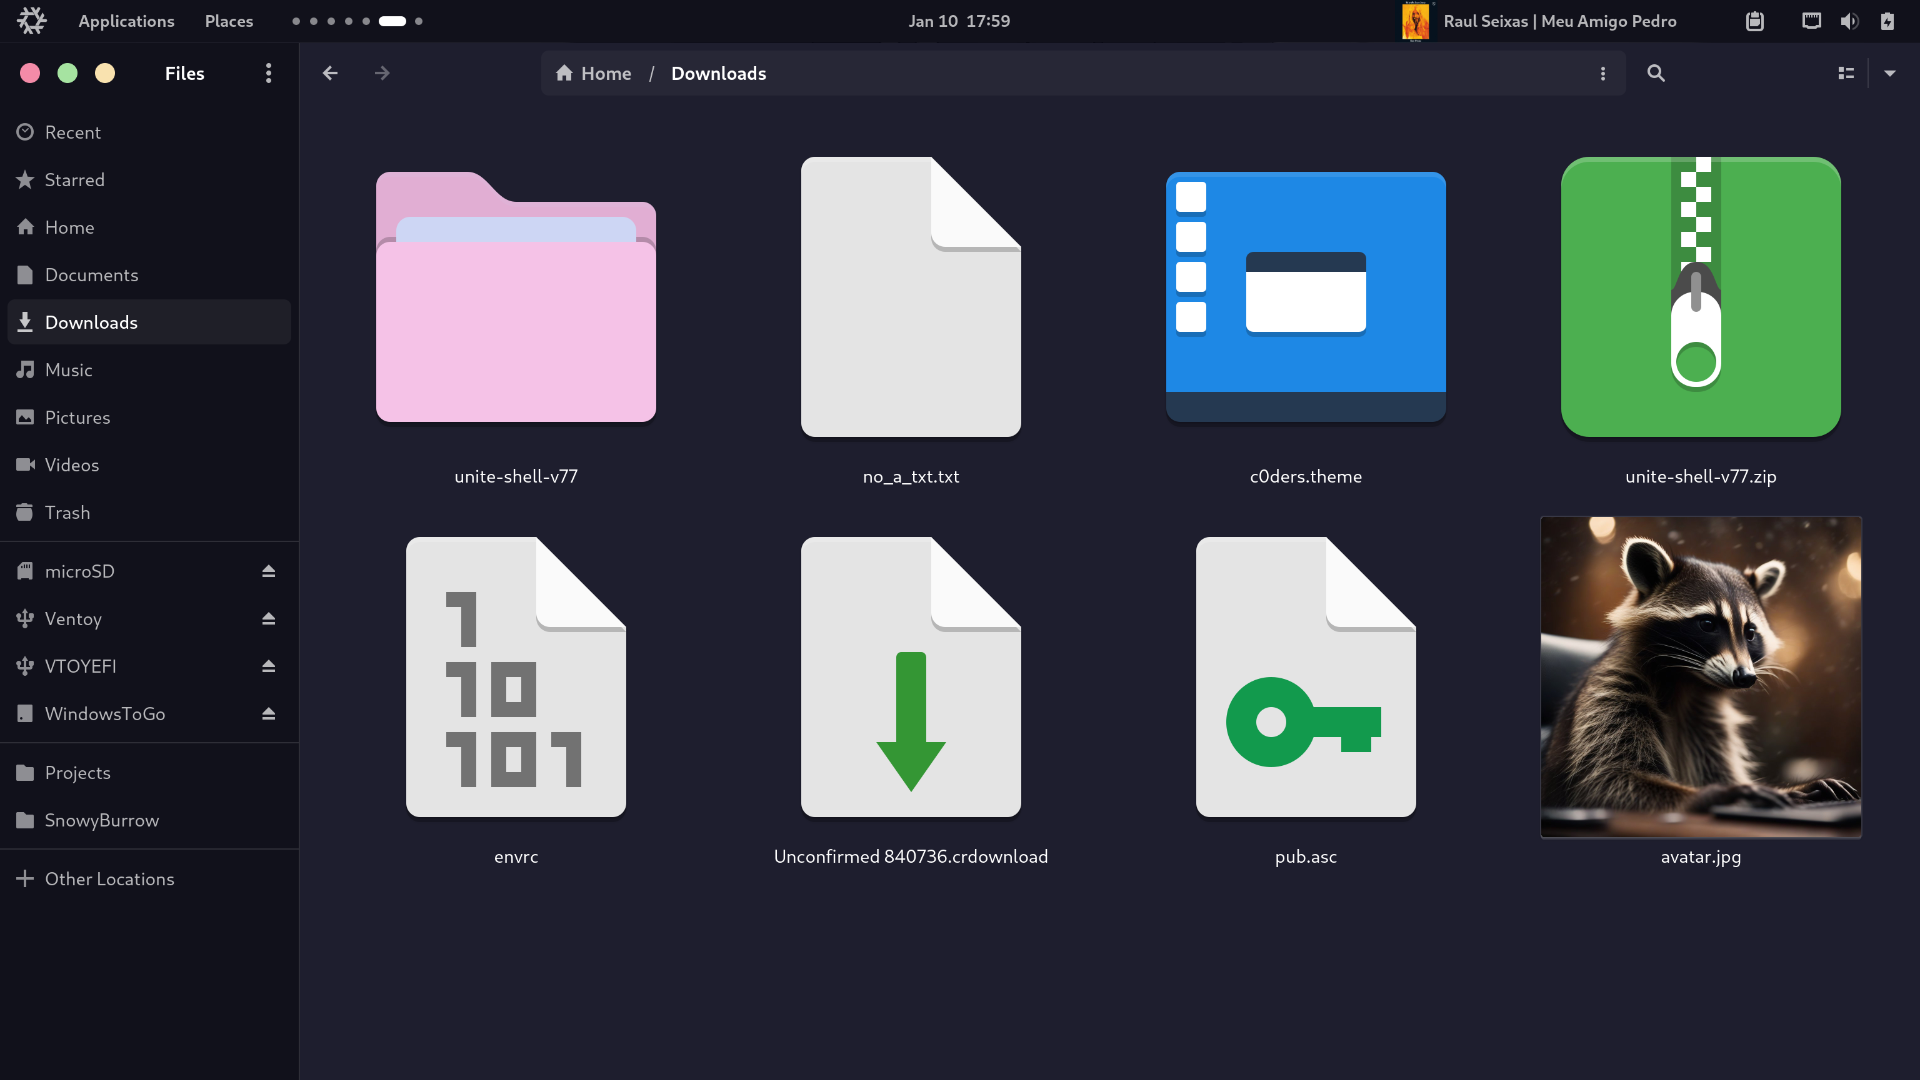 Applications
Places
Jan 10 17:59
Raul Seixas | Meu Amigo Pedro
Files
Home / Downloads
Recent
Starred
Home
Documents
Downloads
Music
Pictures
Videos
Trash
microSD
Ventoy
VTOYEFI
WindowsToGo
Projects
SnowyBurrow
Other Locations
unite-shell-v77
no_a_txt.txt
c0ders.theme
unite-shell-v77.zip
1
10
101
envrc
Unconfirmed 840736.crdownload
pub.asc
avatar.jpg